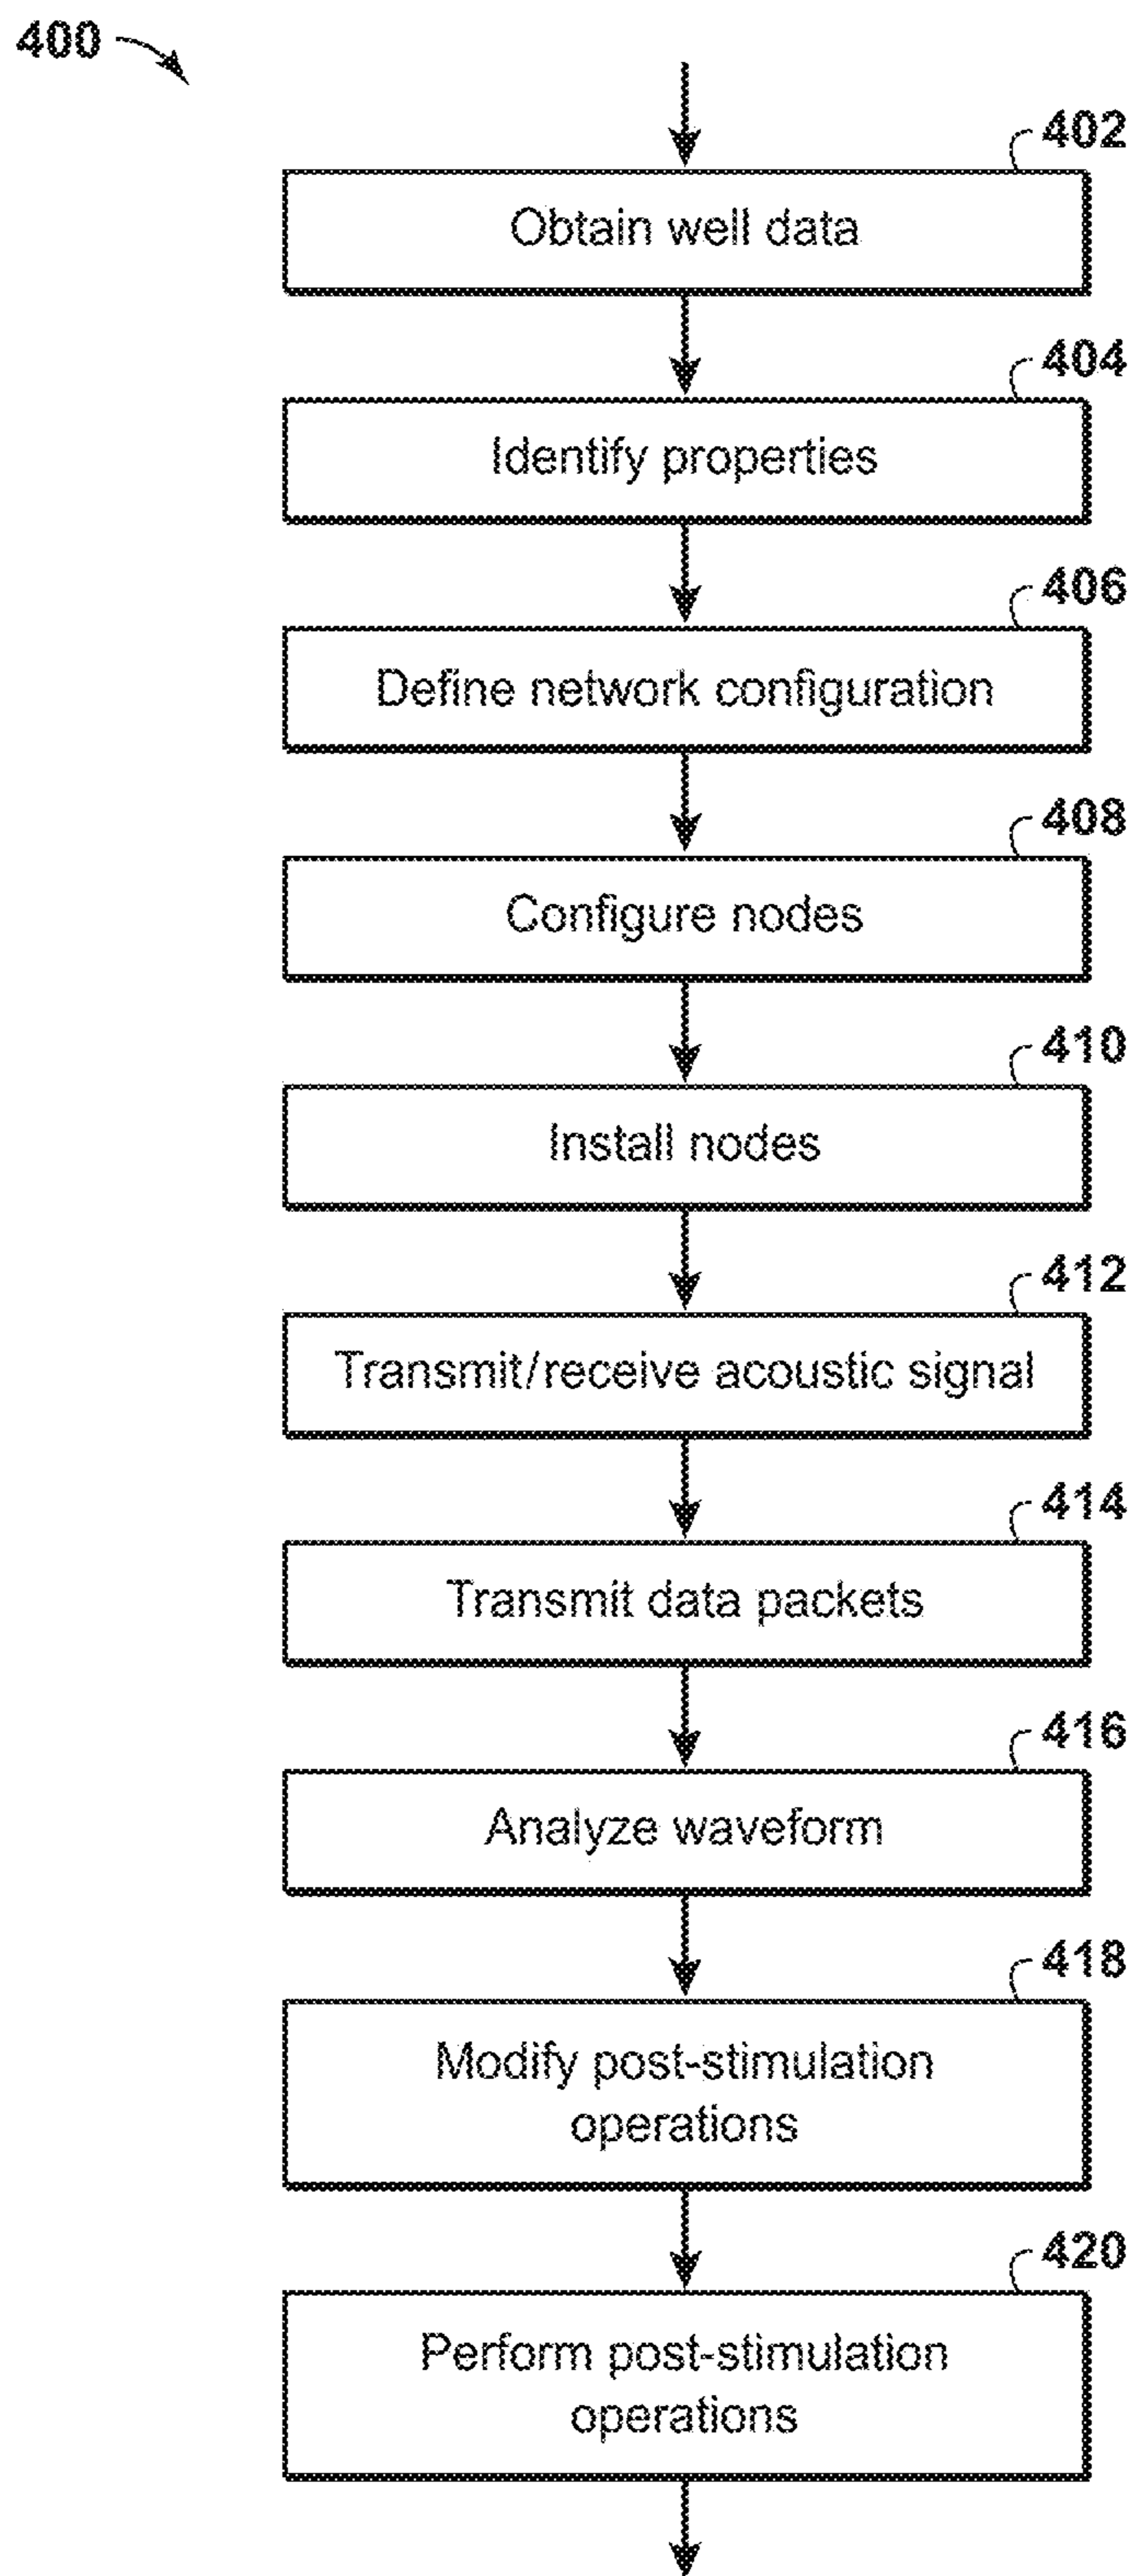 400
402
Obtain well data
404
Identify properties
406
Define network configuration
408
Configure nodes
410
Install nodes
412
Transmit/receive acoustic signal
414
Transmit data packets
416
Analyze waveform
418
Modify post-stimulation
operations
420
Perform post-stimulation
operations